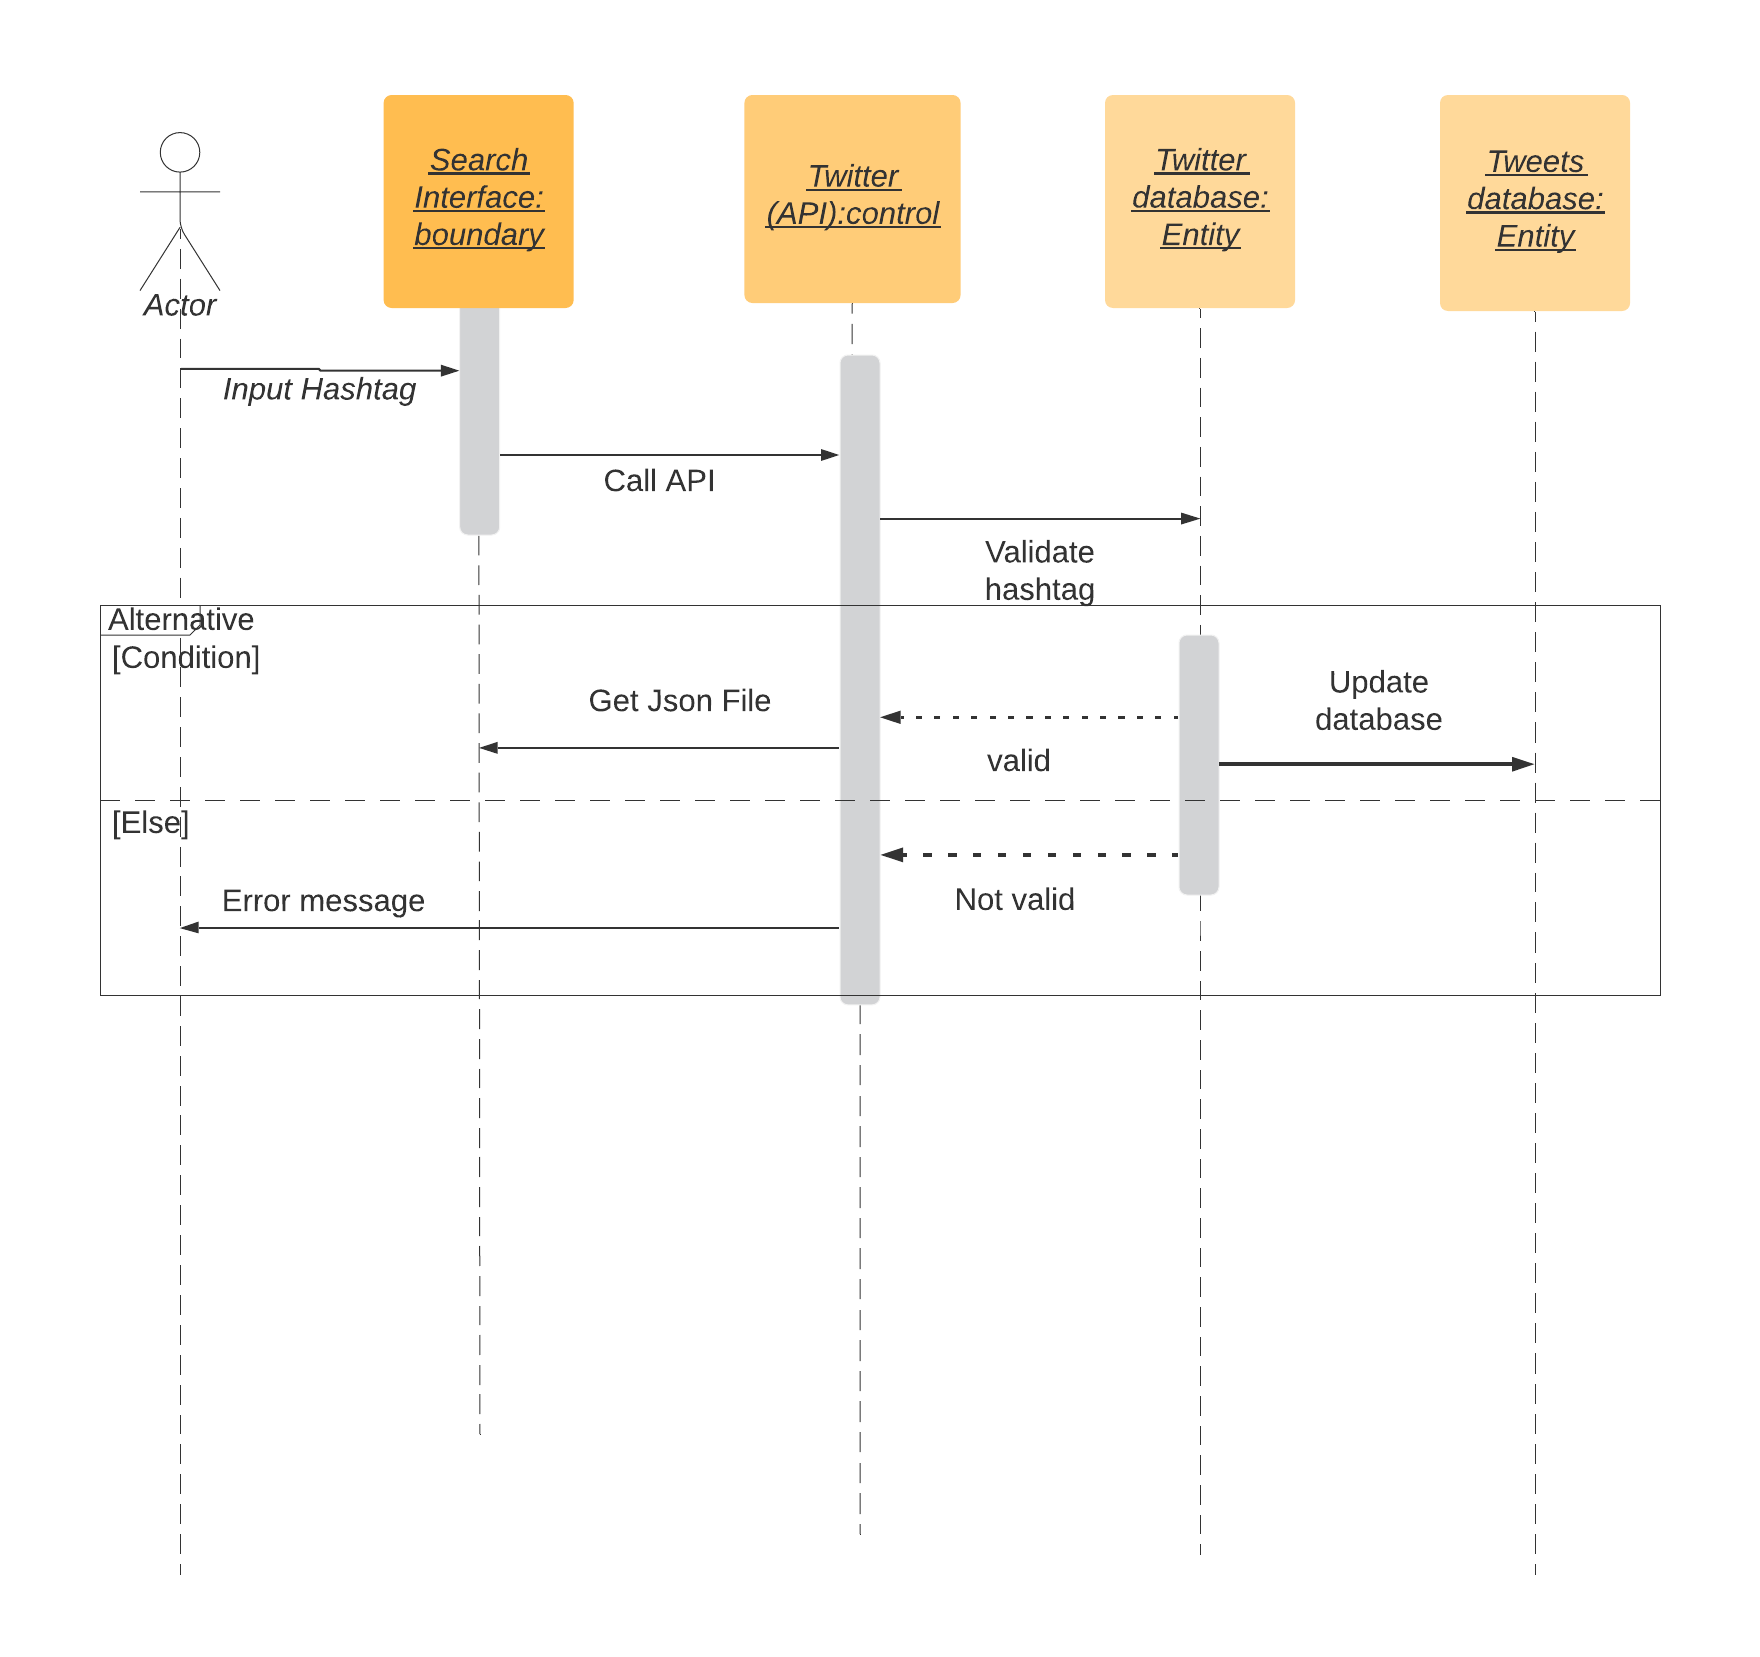 Actor
Search
Interface:
boundary
Twitter
(API):control
Twitter
database:
Entity
Tweets
database:
Entity
Input Hashtag
Call API
Validate
hashtag
Alternative
[Condition]
Get Json File
valid
Update
database
[Else]
Error message
Not valid